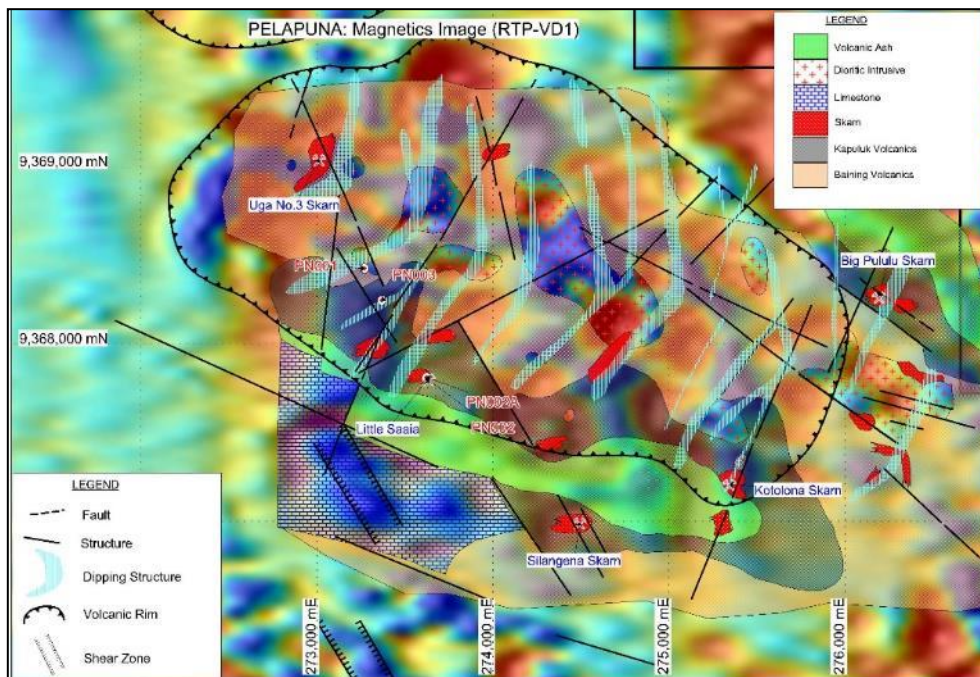 PELAPUNA: Magnetics Image (RTP-VD1)
LEGEND
Volcanic Ash
Dioritic Intrusive
Limestone
Skarn
Kapuluk Volcanics
Baining Volcanics
9,369,000 mN
Uga No.3 Skarn
PN001
PN003
Big Pululu Skarn
9,368,000 mN
PN002A
PN002
Little Saaia
Kotolona Skarn
Silangena Skarn
LEGEND
Fault
Structure
Dipping Structure
Volcanic Rim
Shear Zone
273,000 mE
274,000 mE
275,000 mE
276,000 mE